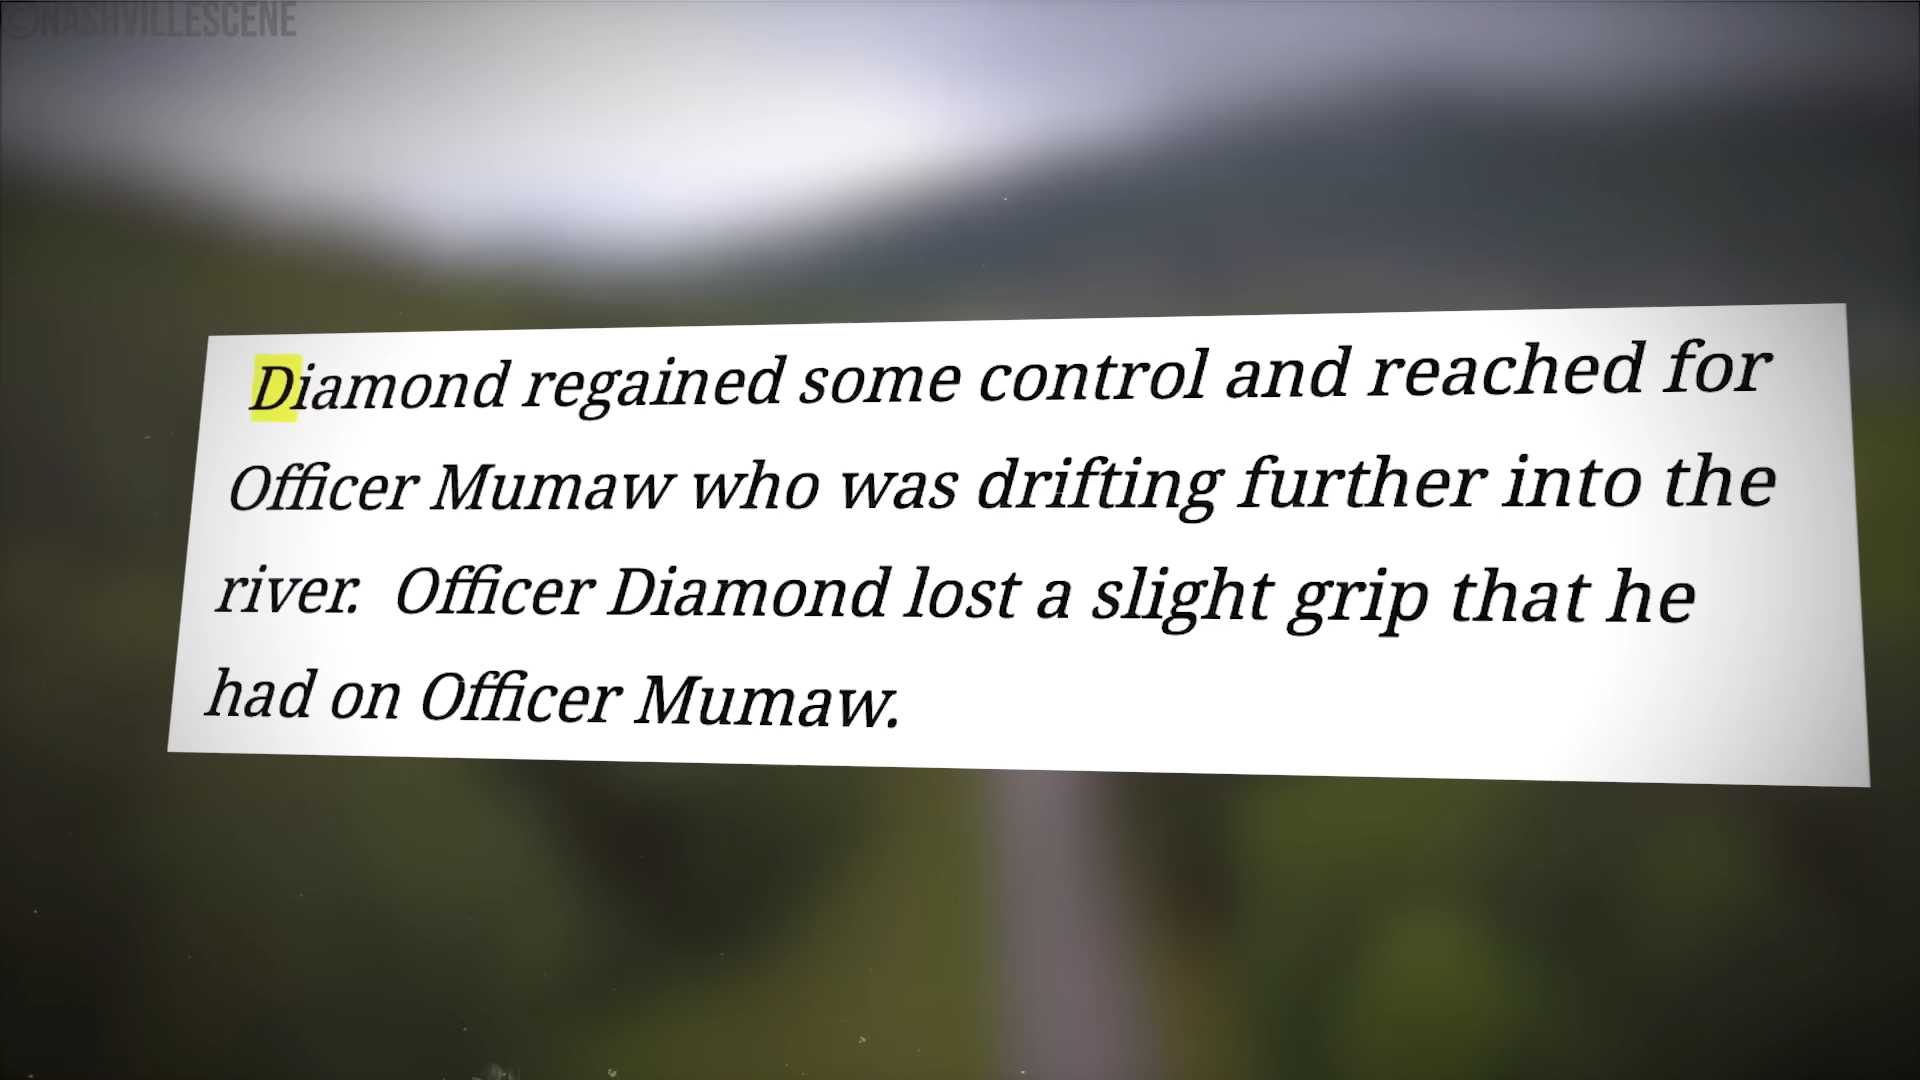 ©NASHVILLESCENE
Diamond regained some control and reached for
Officer Mumaw who was drifting further into the
river.  Officer Diamond lost a slight grip that he
had on Officer Mumaw.